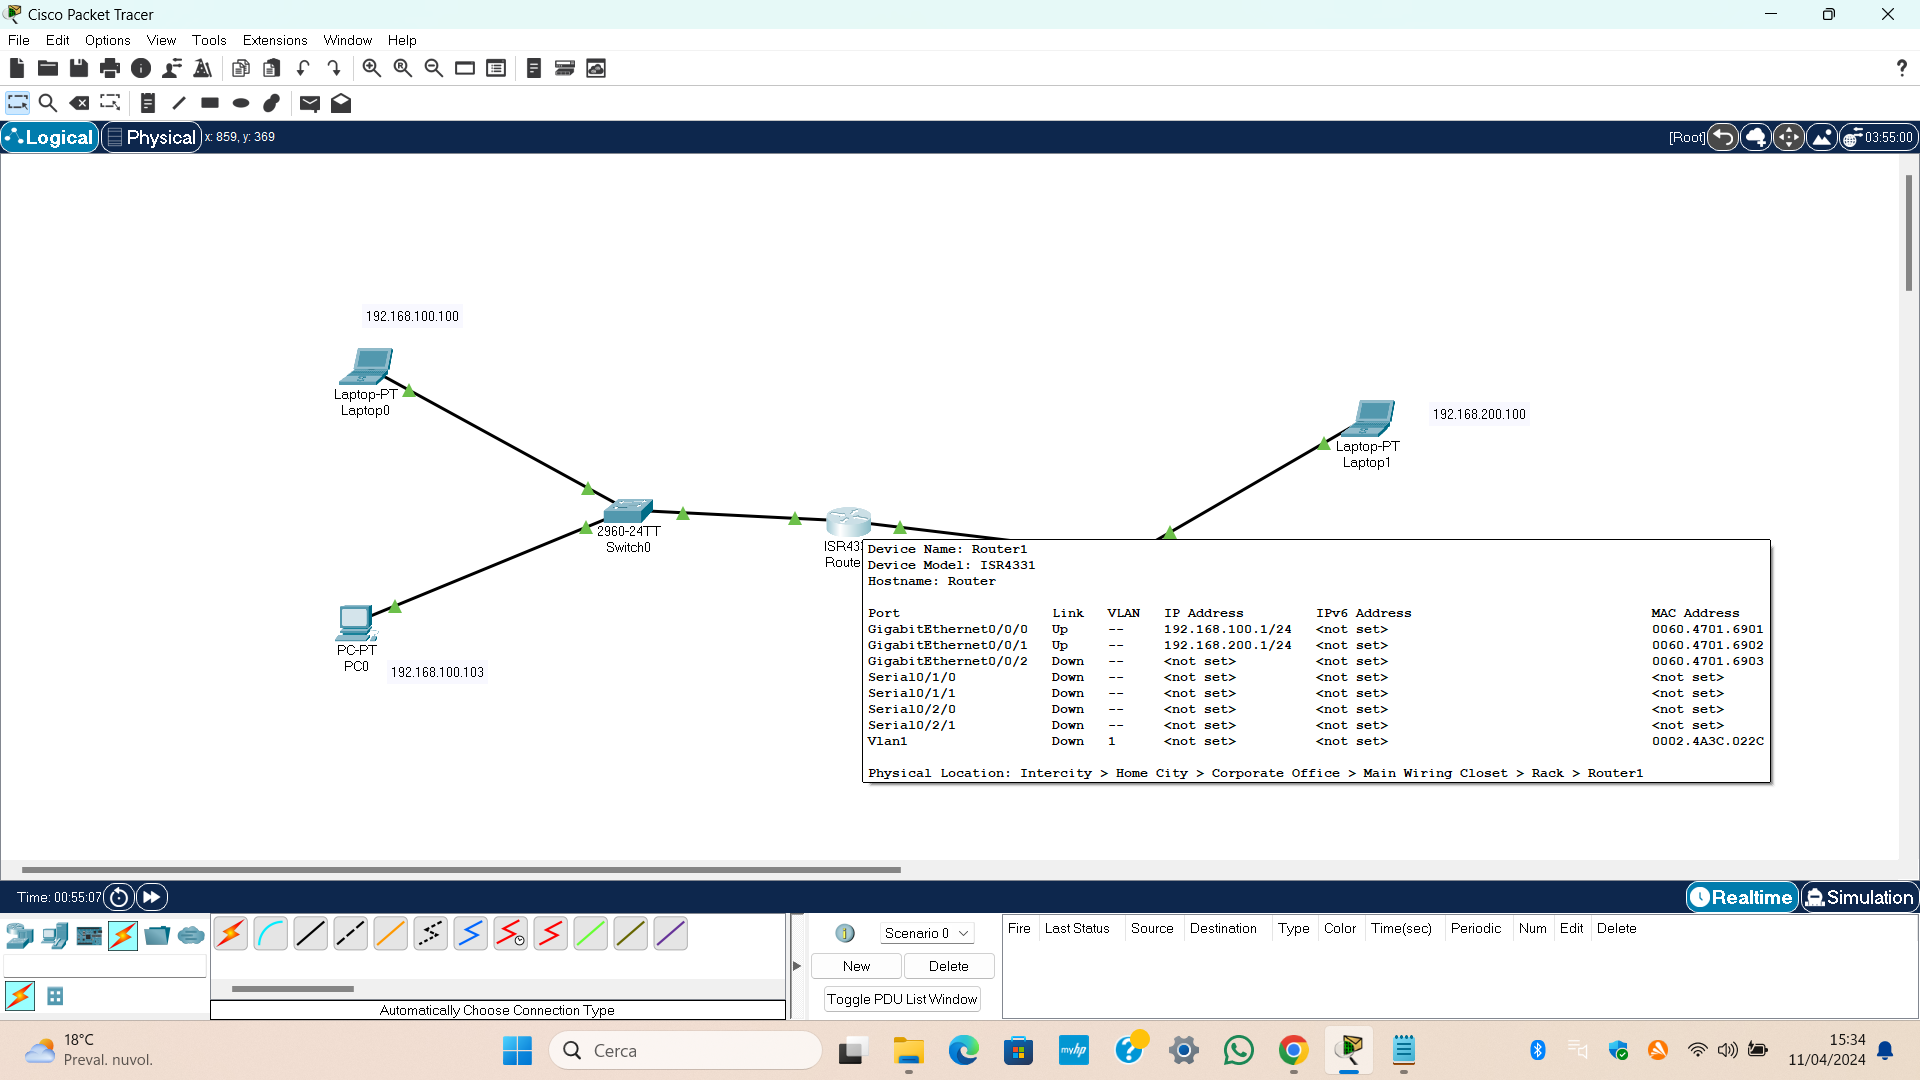 Cisco Packet Tracer
File Edit Options View Tools Extensions Window Help
?
Logical Physical x: 859, y: 369 [Root] 03:55:00
192.168.100.100
Laptop-PT
Laptop0
192.168.200.100
Laptop-PT
Laptop1
2960-24TT
Switch0
ISR43
Route
PC-PT
PC0
192.168.100.103
Device Name: Router1
Device Model: ISR4331
Hostname: Router
Port Link VLAN IP Address IPv6 Address MAC Address
GigabitEthernet0/0/0 Up -- 192.168.100.1/24 <not set> 0060.4701.6901
GigabitEthernet0/0/1 Up -- 192.168.200.1/24 <not set> 0060.4701.6902
GigabitEthernet0/0/2 Down -- <not set> <not set> 0060.4701.6903
Serial0/1/0 Down -- <not set> <not set> <not set>
Serial0/1/1 Down -- <not set> <not set> <not set>
Serial0/2/0 Down -- <not set> <not set> <not set>
Serial0/2/1 Down -- <not set> <not set> <not set>
Vlan1 Down 1 <not set> <not set> 0002.4A3C.022C
Physical Location: Intercity > Home City > Corporate Office > Main Wiring Closet > Rack > Router1
Time: 00:55:07 Realtime Simulation
1 Scenario 0
New Delete
Toggle PDU List Window
Fire Last Status Source Destination Type Color Time(sec) Periodic Num Edit Delete
Automatically Choose Connection Type
18°C
Preval. nuvol.
Cerca
myhp
15:34
11/04/2024